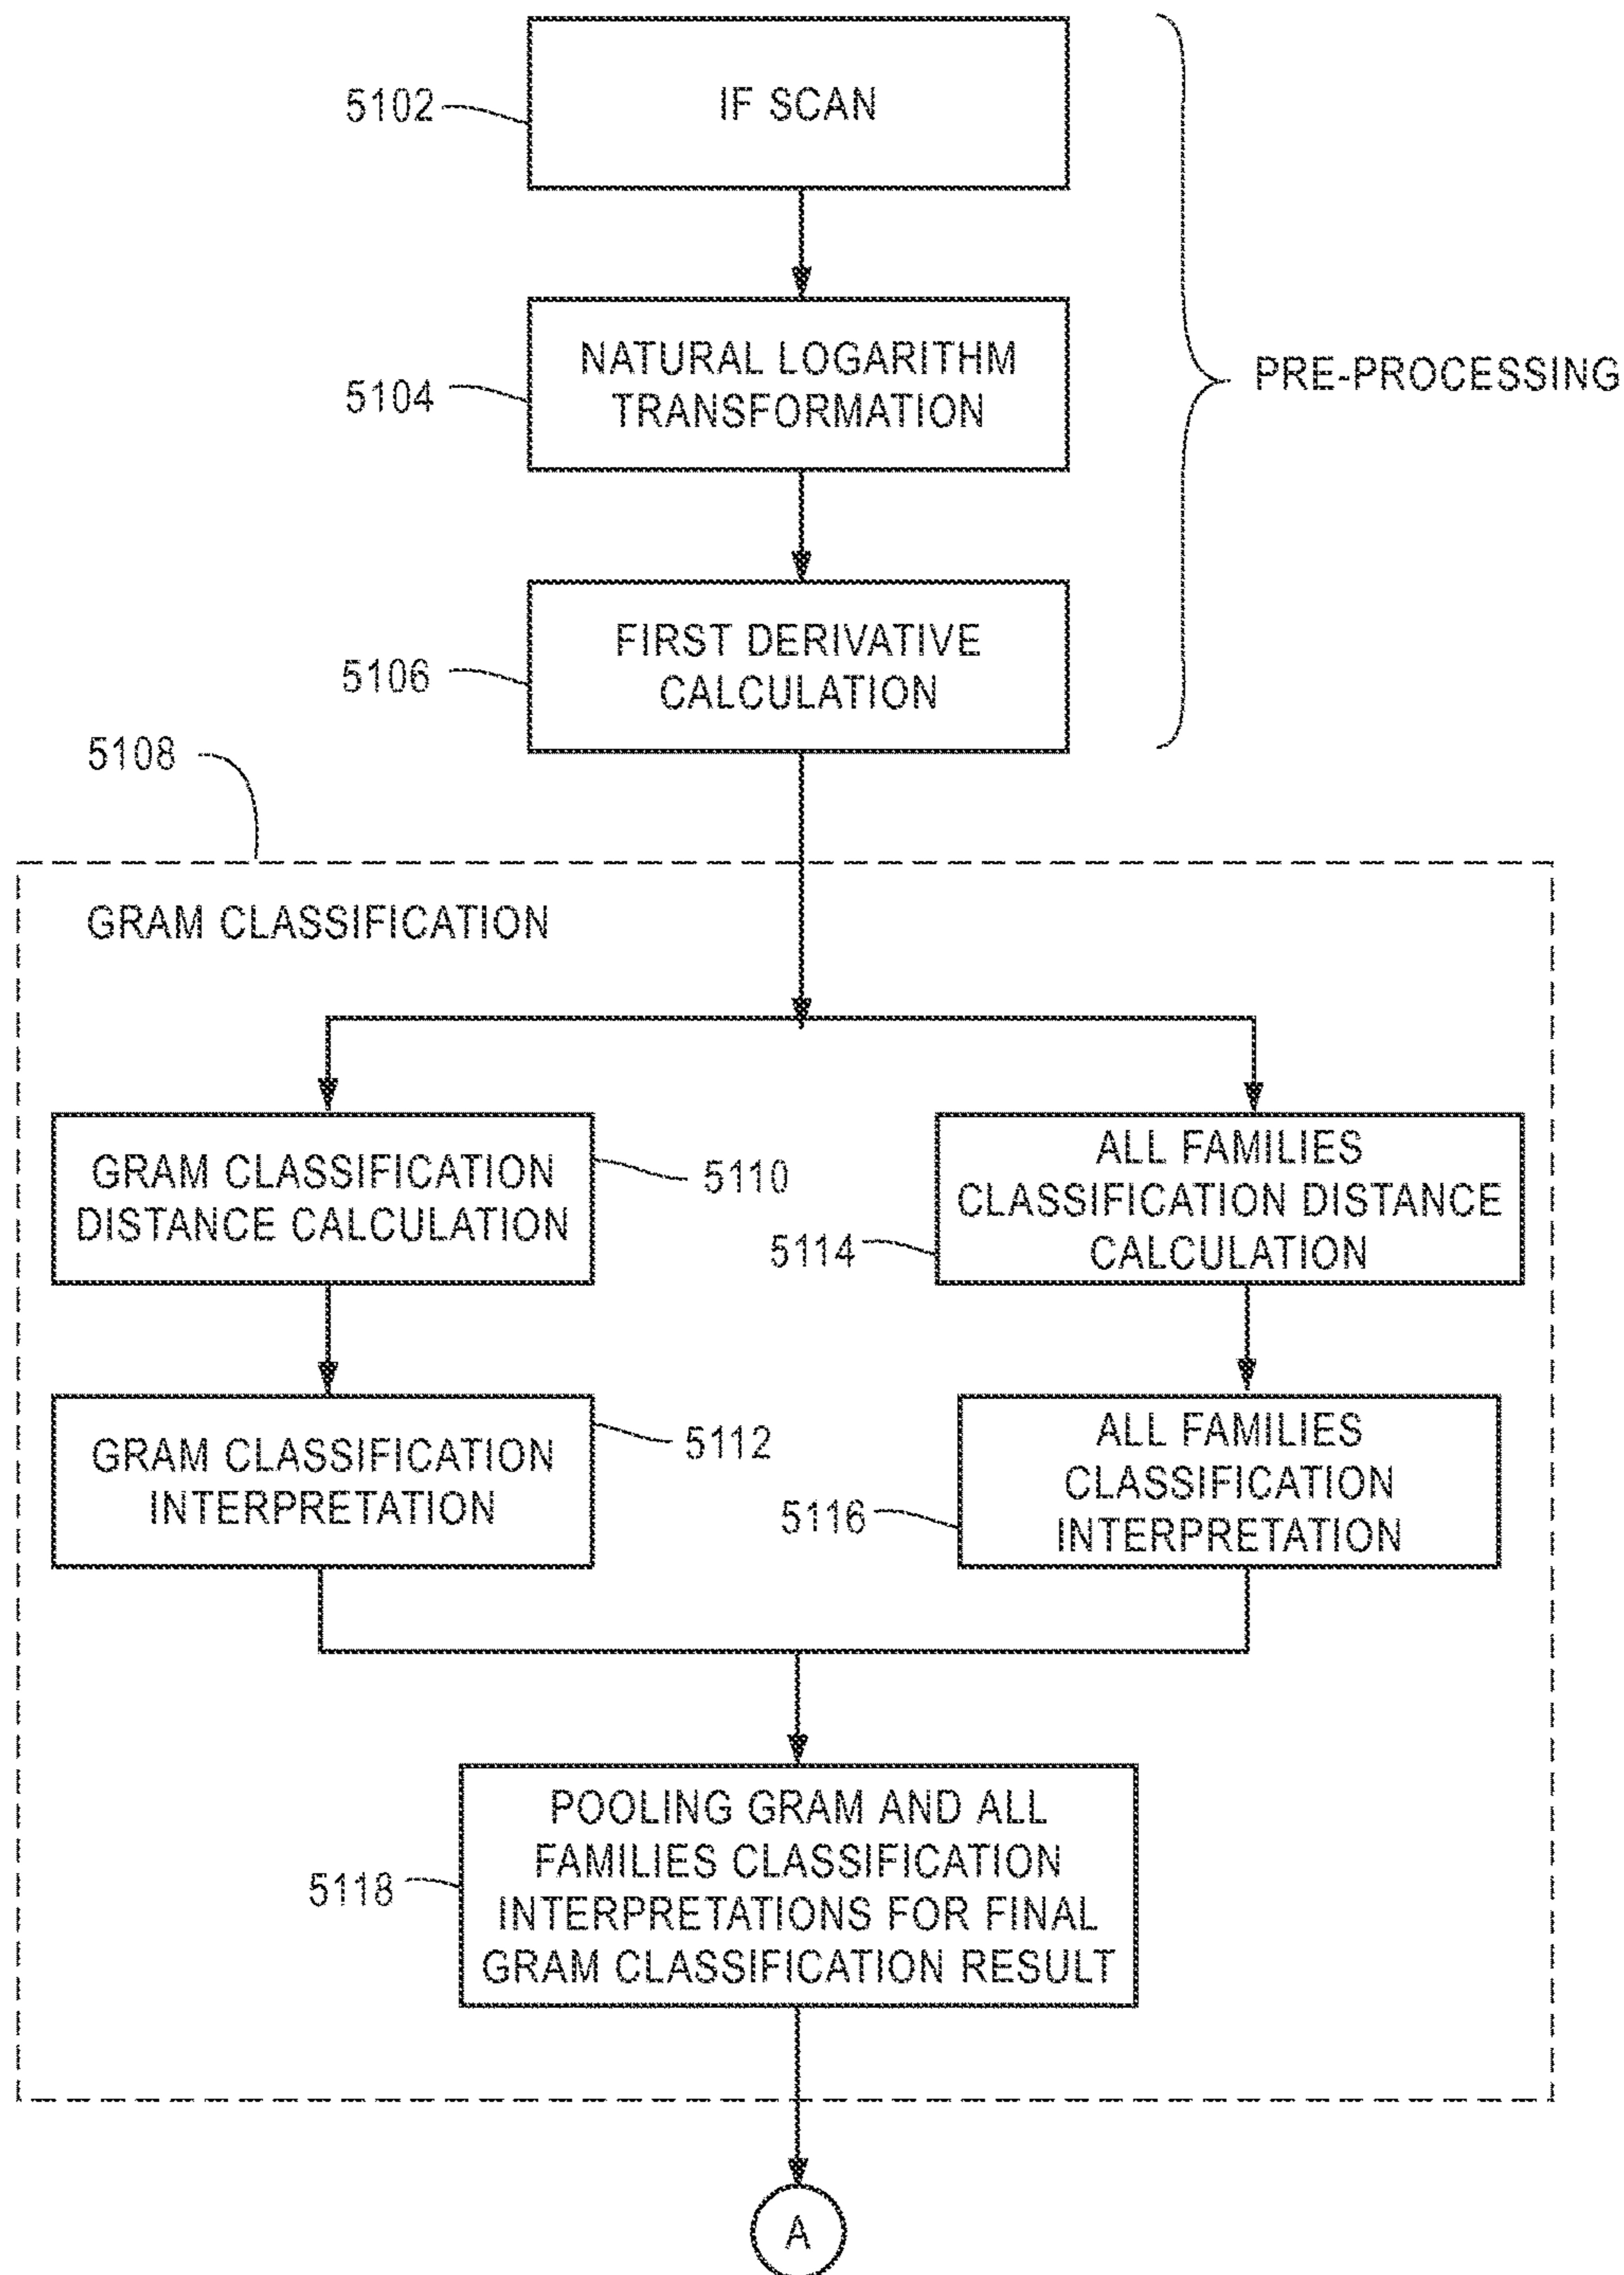 5102
IF SCAN
5104
NATURAL LOGARITHM
TRANSFORMATION
PRE-PROCESSING
5106
FIRST DERIVATIVE
CALCULATION
5108
GRAM CLASSIFICATION
GRAM CLASSIFICATION
DISTANCE CALCULATION
5110
ALL FAMILIES
CLASSIFICATION DISTANCE
CALCULATION
5114
GRAM CLASSIFICATION
INTERPRETATION
5112
ALL FAMILIES
CLASSIFICATION
INTERPRETATION
5116
POOLING GRAM AND ALL
FAMILIES CLASSIFICATION
INTERPRETATIONS FOR FINAL
GRAM CLASSIFICATION RESULT
5118
A